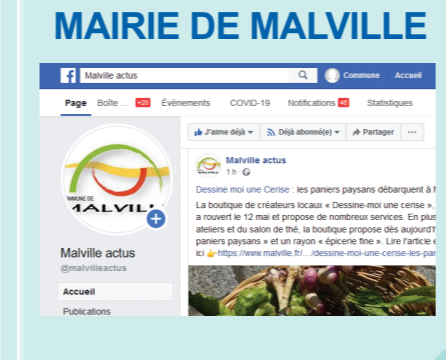 MAIRIE DE MALVILLE
Malville actus
Commune Accueil
Page Boîte ... +20 Évènements COVID-19 Notifications 46 Statistiques
J'aime déjà Déjà abonné(e) Partager ...
Malville actus
1 h
Dessine moi une Cerise : les paniers paysans débarquent à
La boutique de créateurs locaux « Dessine-moi une cerise »,
a rouvert le 12 mai et propose de nombreux services. En plus
ateliers et du salon de thé, la boutique propose dès aujourd'h
paniers paysans » et un rayon « épicerie fine ». Lire l'article
ici https://www.malville.fr/.../dessine-moi-une-cerise-les-par
COMMUNE DE
MALVILLE
Malville actus
@malvilleactus
Accueil
Publications